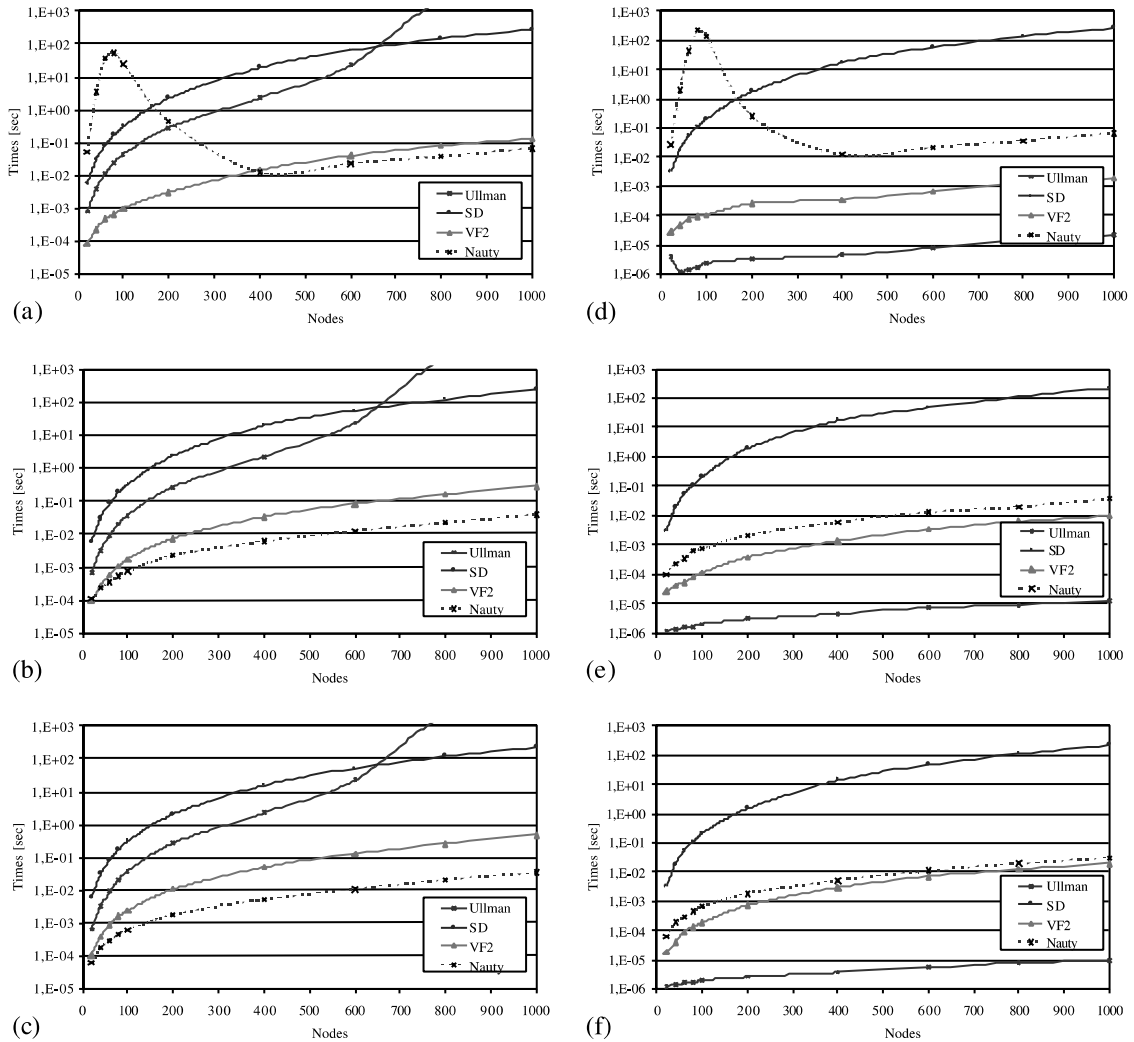 1,E+03
1,E+02
1,E+01
1,E+00
1,E-01
1,E-02
1,E-03
1,E-04
1,E-05
Times [sec]
0 100 200 300 400 500 600 700 800 900 1000
Nodes
Ullman
SD
VF2
Nauty
(a)
1,E+03
1,E+02
1,E+01
1,E+00
1,E-01
1,E-02
1,E-03
1,E-04
1,E-05
1,E-06
Times [sec]
0 100 200 300 400 500 600 700 800 900 1000
Nodes
Ullman
SD
VF2
Nauty
(d)
1,E+03
1,E+02
1,E+01
1,E+00
1,E-01
1,E-02
1,E-03
1,E-04
1,E-05
Times [sec]
0 100 200 300 400 500 600 700 800 900 1000
Nodes
Ullman
SD
VF2
Nauty
(b)
1,E+03
1,E+02
1,E+01
1,E+00
1,E-01
1,E-02
1,E-03
1,E-04
1,E-05
1,E-06
Times [sec]
0 100 200 300 400 500 600 700 800 900 1000
Nodes
Ullman
SD
VF2
Nauty
(e)
1,E+03
1,E+02
1,E+01
1,E+00
1,E-01
1,E-02
1,E-03
1,E-04
1,E-05
Times [sec]
0 100 200 300 400 500 600 700 800 900 1000
Nodes
Ullman
SD
VF2
Nauty
(c)
1,E+03
1,E+02
1,E+01
1,E+00
1,E-01
1,E-02
1,E-03
1,E-04
1,E-05
1,E-06
Times [sec]
0 100 200 300 400 500 600 700 800 900 1000
Nodes
Ullman
SD
VF2
Nauty
(f)